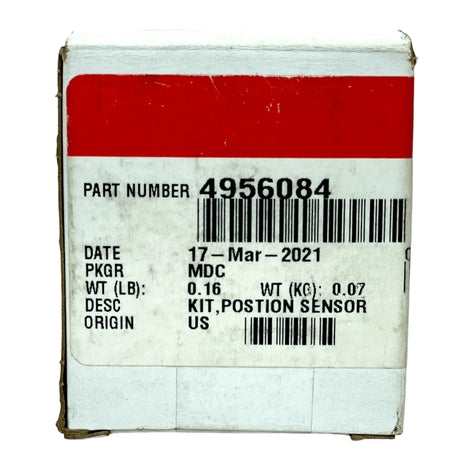 PART NUMBER 4956084
DATE 17-Mar-2021
PKGR MDC
WT (LB): 0.16 WT (KG): 0.07
DESC KIT,POSTION SENSOR
ORIGIN US